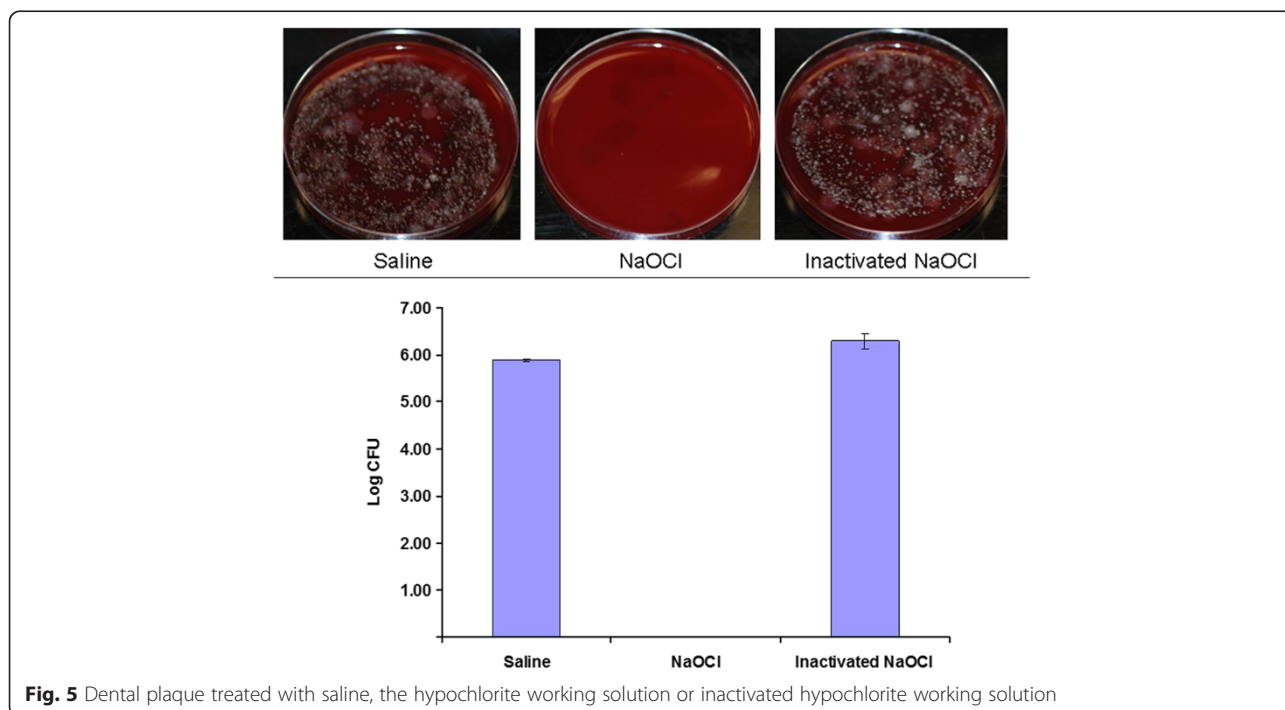 Saline NaOCl Inactivated NaOCl
7.00
6.00
5.00
4.00
3.00
2.00
1.00
Log CFU
Saline NaOCl Inactivated NaOCl
Fig. 5 Dental plaque treated with saline, the hypochlorite working solution or inactivated hypochlorite working solution